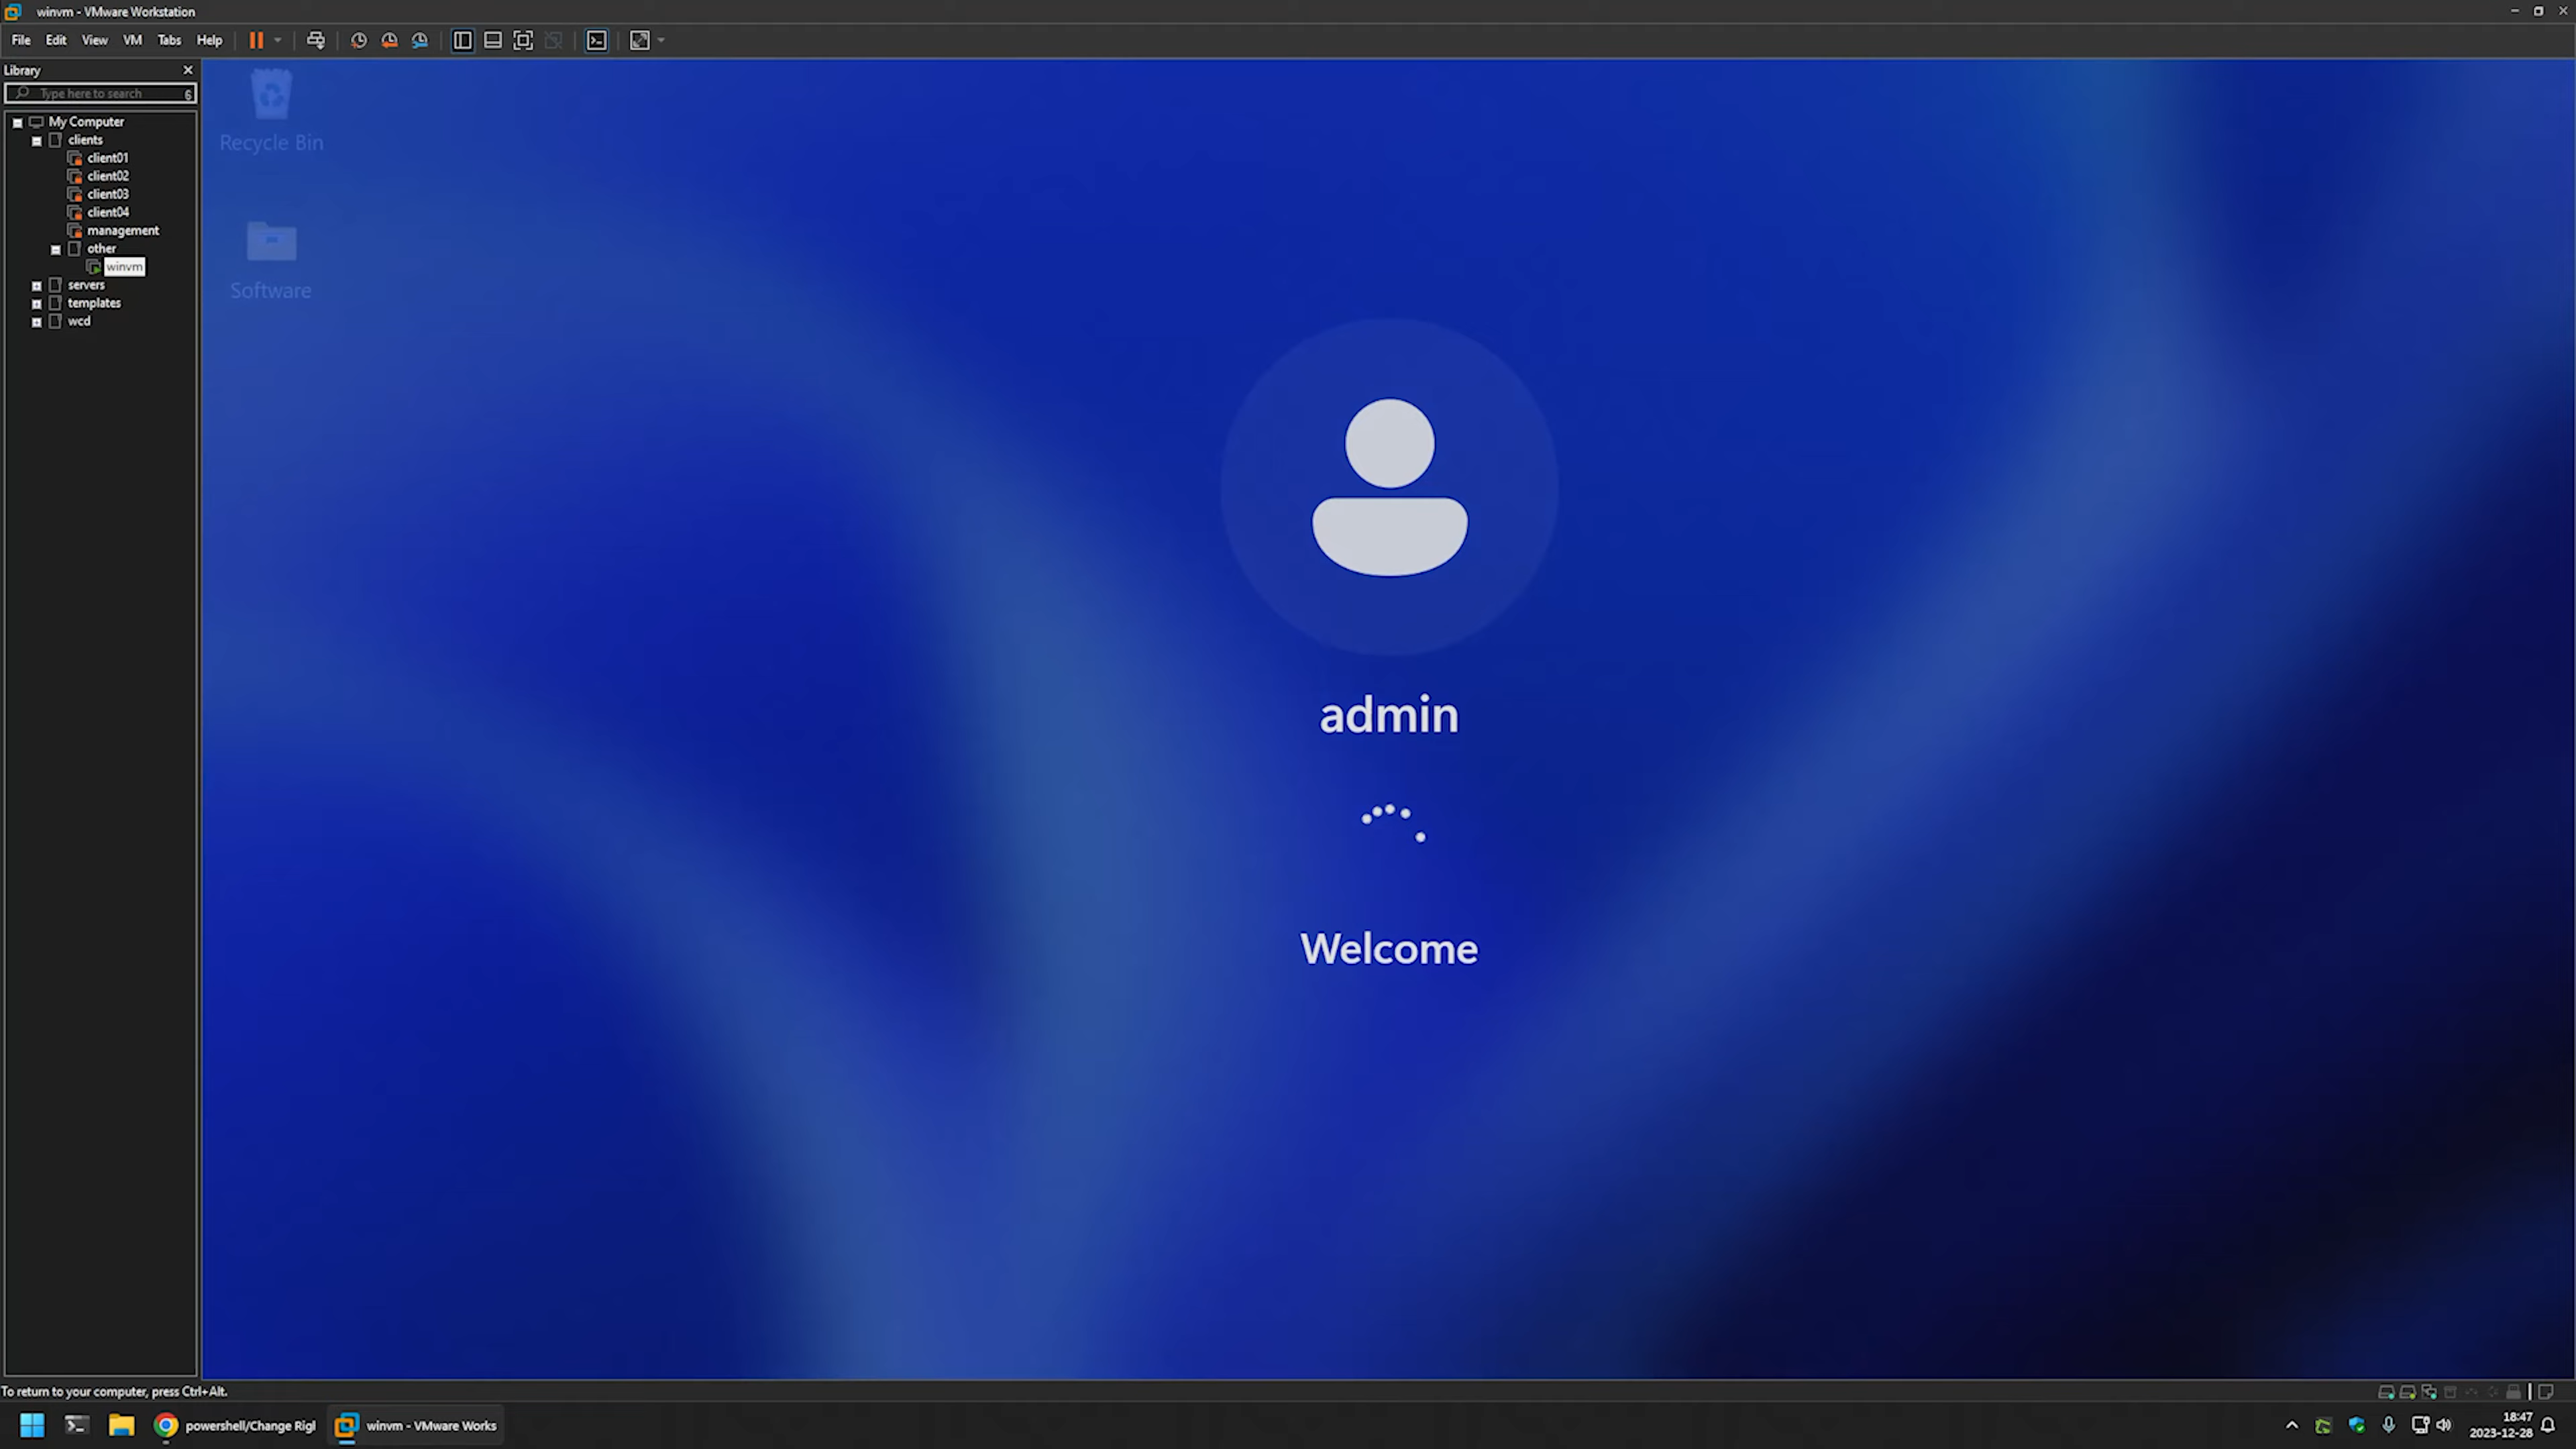 winvm - VMware Workstation
File Edit View VM Tabs Help
Library
Type here to search
My Computer
clients
client01
client02
client03
client04
management
other
winvm
servers
templates
wcd
Recycle Bin
Software
admin
Welcome
To return to your computer, press Ctrl+Alt.
powershell/Change Rigl
winvm - VMware Works
18:47
2023-12-28